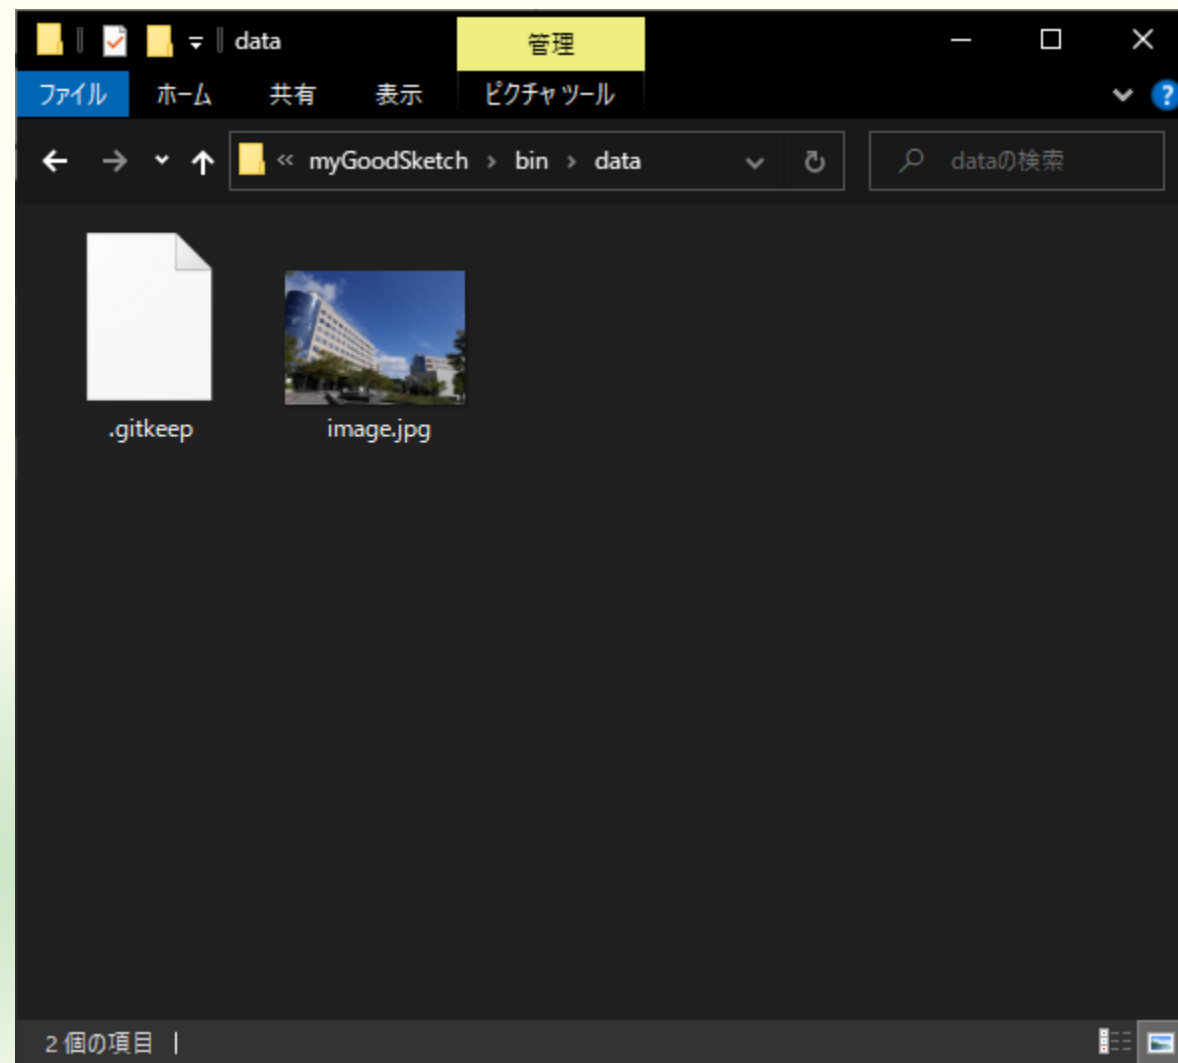 data
管理
ファイル ホーム 共有 表示 ピクチャ ツール
?
« myGoodSketch › bin › data
dataの検索
.gitkeep
image.jpg
2 個の項目